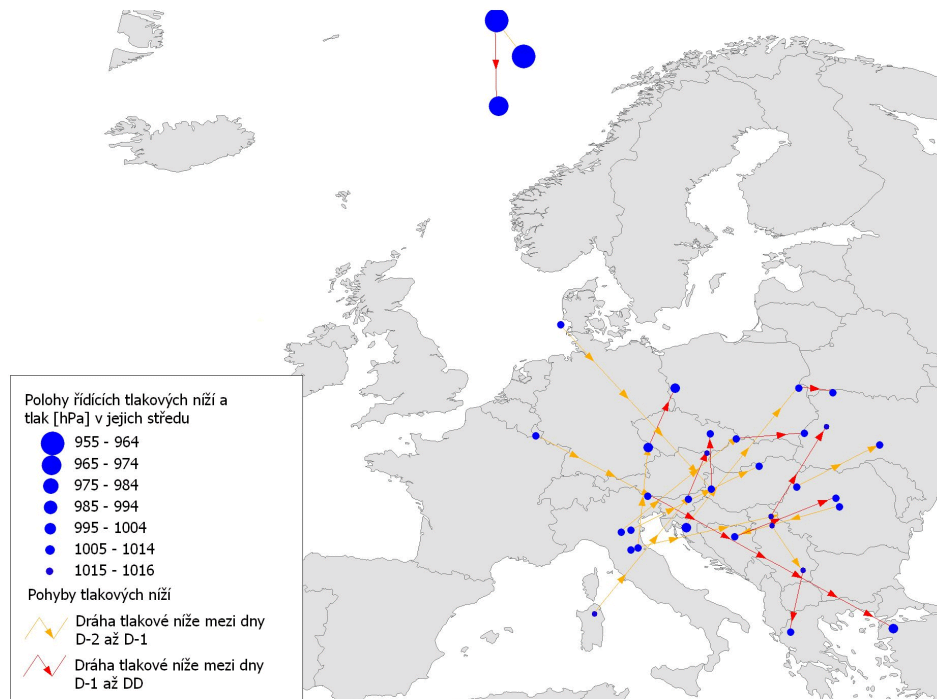 Polohy řídících tlakových níží a
tlak [hPa] v jejich středu
955 - 964
965 - 974
975 - 984
985 - 994
995 - 1004
1005 - 1014
1015 - 1016
Pohyby tlakových níží
Dráha tlakové níže mezi dny
D-2 až D-1
Dráha tlakové níže mezi dny
D-1 až DD